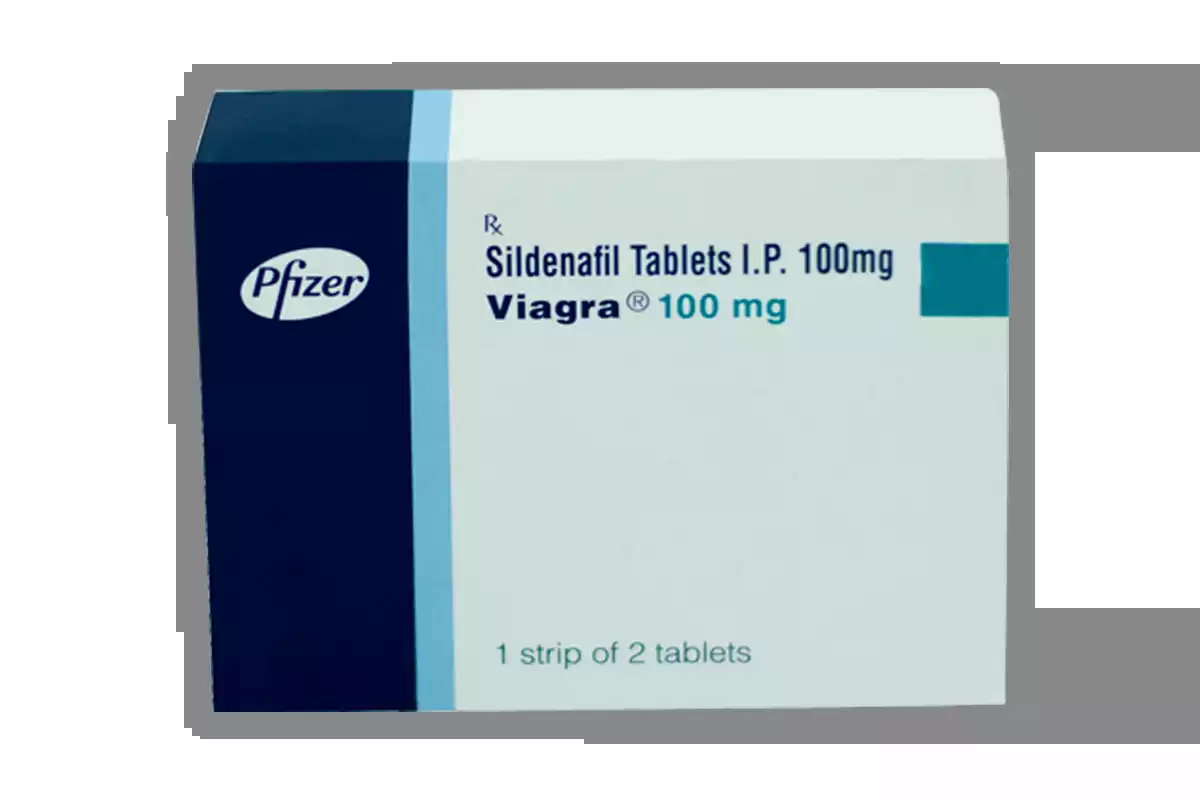 Pfizer
℞
Sildenafil Tablets I.P. 100mg
Viagra® 100 mg
1 strip of 2 tablets